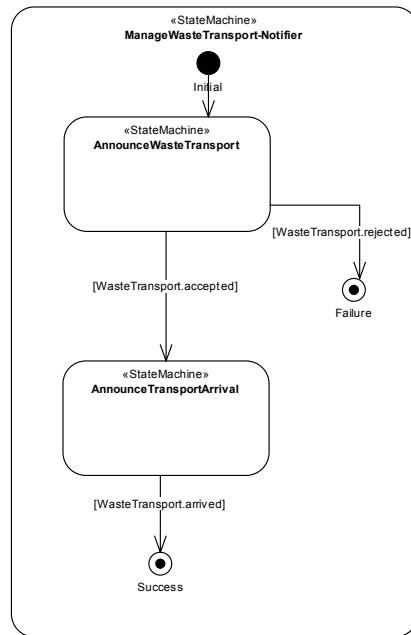 «StateMachine»
ManageWasteTransport-Notifier
Initial
«StateMachine»
AnnounceWasteTransport
[WasteTransport.rejected]
[WasteTransport.accepted]
Failure
«StateMachine»
AnnounceTransportArrival
[WasteTransport.arrived]
Success